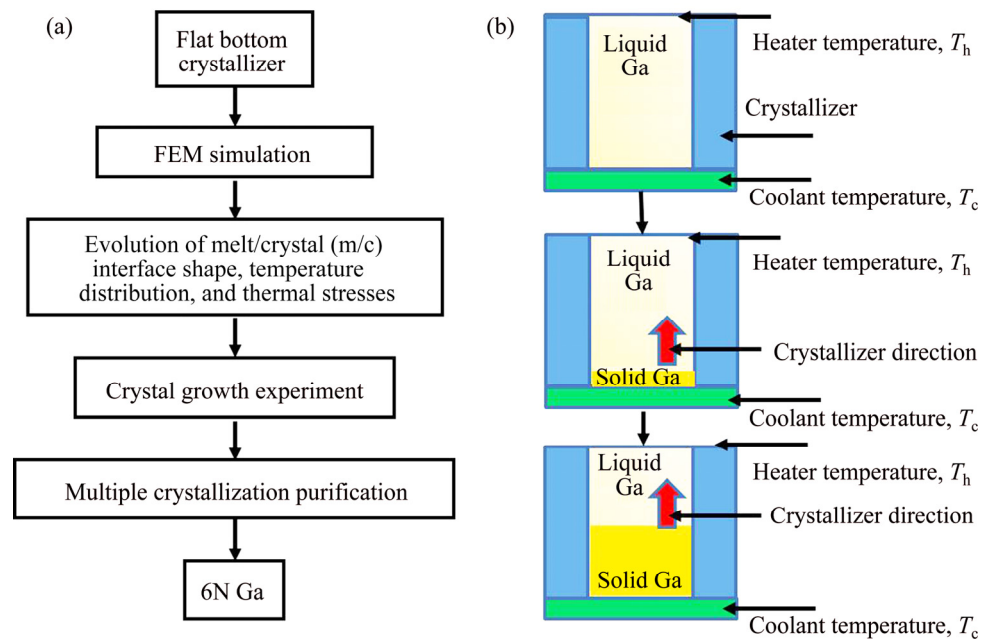 (a)
Flat bottom
crystallizer
FEM simulation
Evolution of melt/crystal (m/c)
interface shape, temperature
distribution, and thermal stresses
Crystal growth experiment
Multiple crystallization purification
6N Ga
(b)
Liquid
Ga
Heater temperature, Th
Crystallizer
Coolant temperature, Tc
Liquid
Ga
Heater temperature, Th
Crystallizer direction
Solid Ga
Coolant temperature, Tc
Liquid
Ga
Heater temperature, Th
Crystallizer direction
Solid Ga
Coolant temperature, Tc